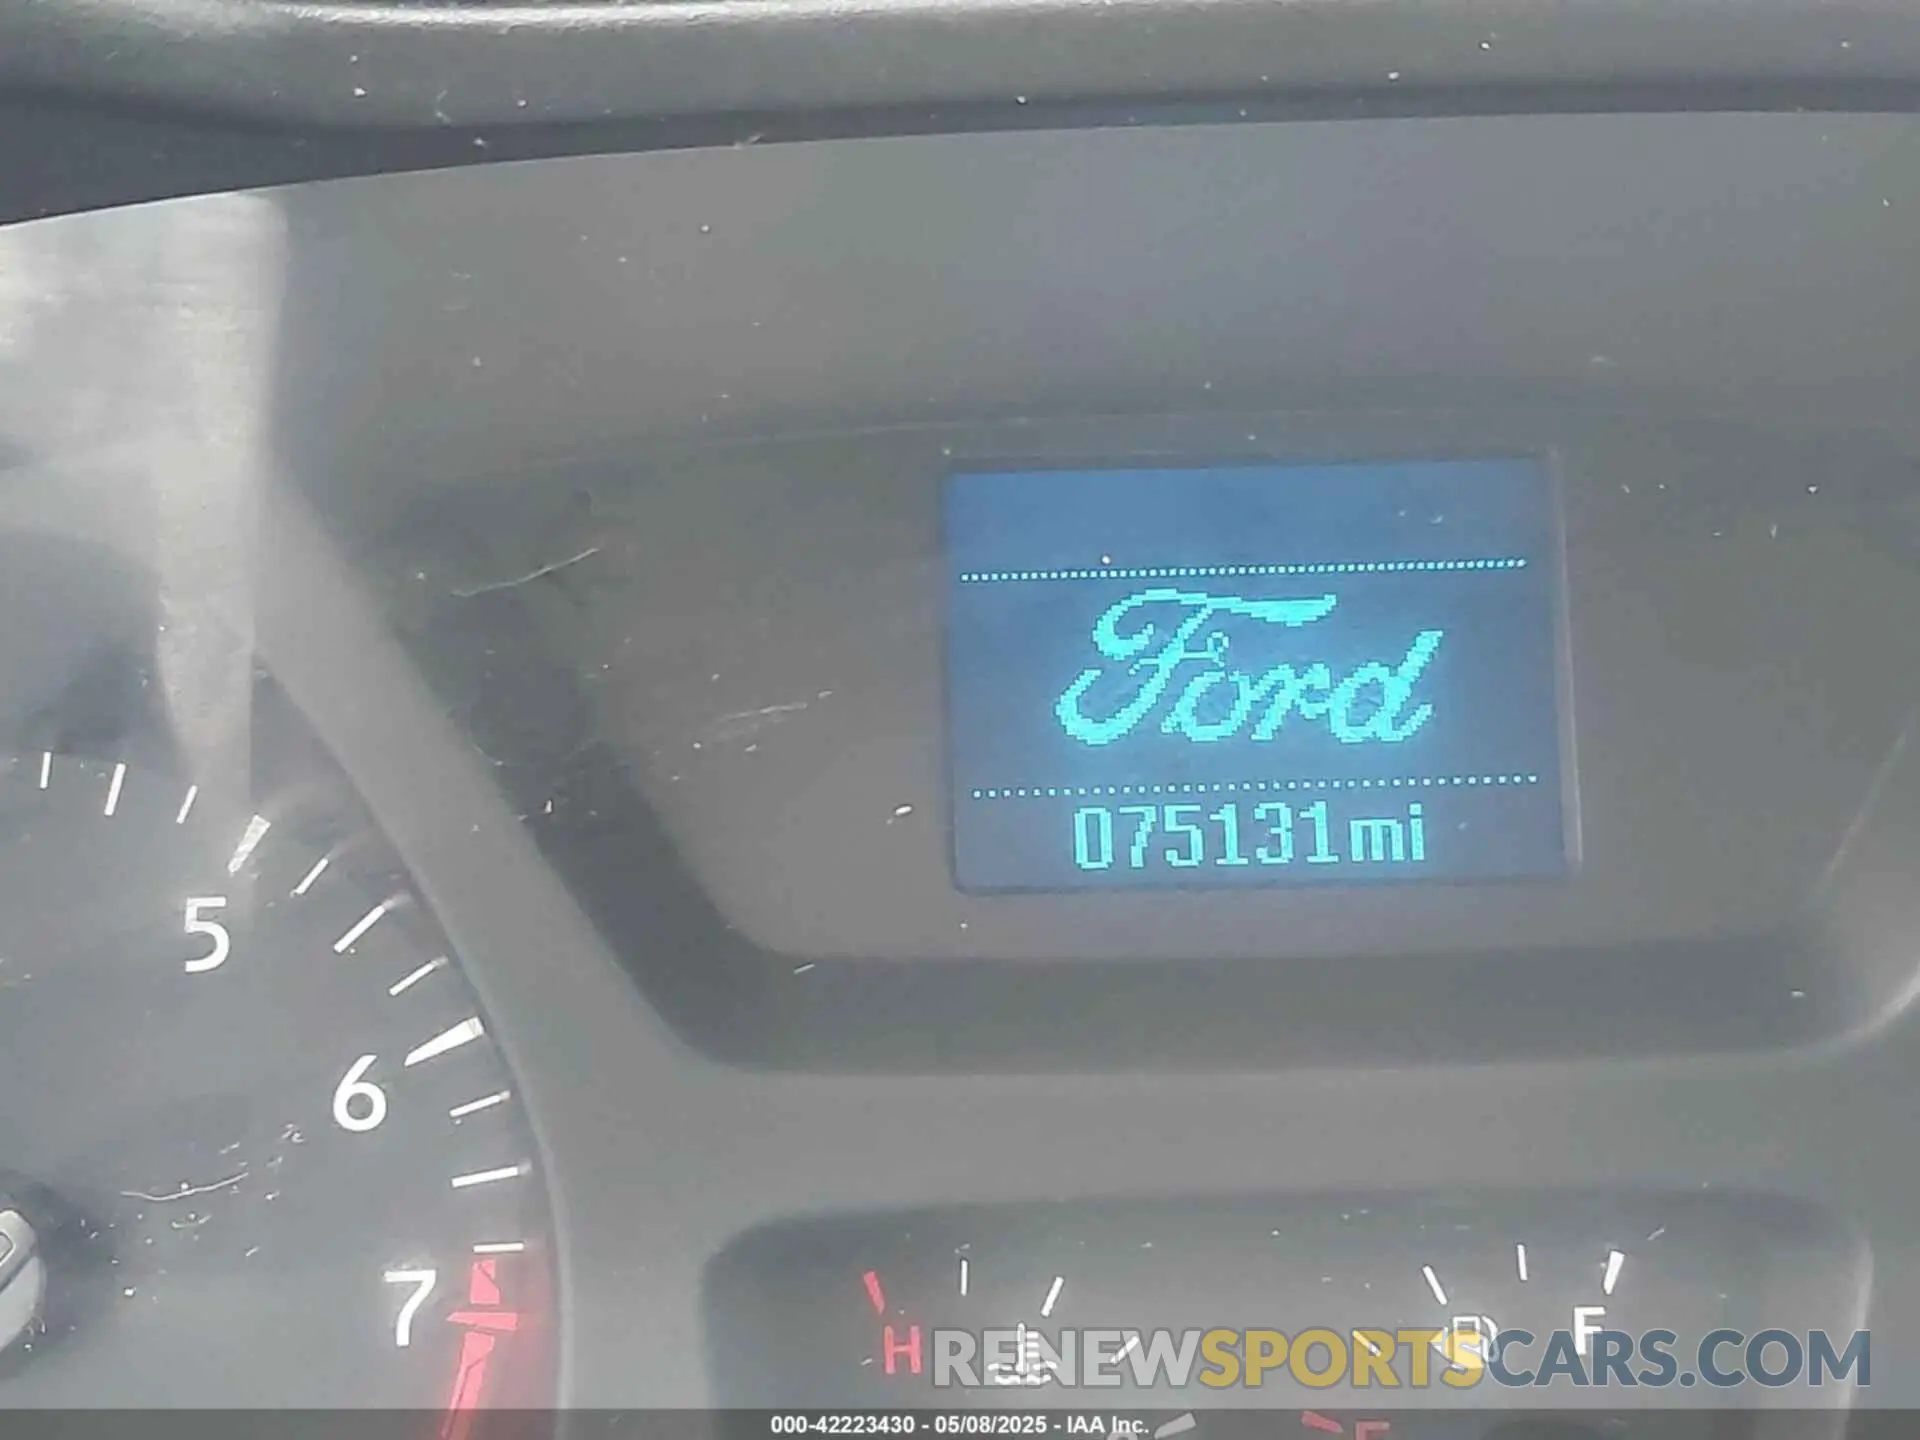 Ford
075131mi
5
6
7
H
F
RENEWSPORTSCARS.COM
000-42223430 - 05/08/2025 - IAA Inc.